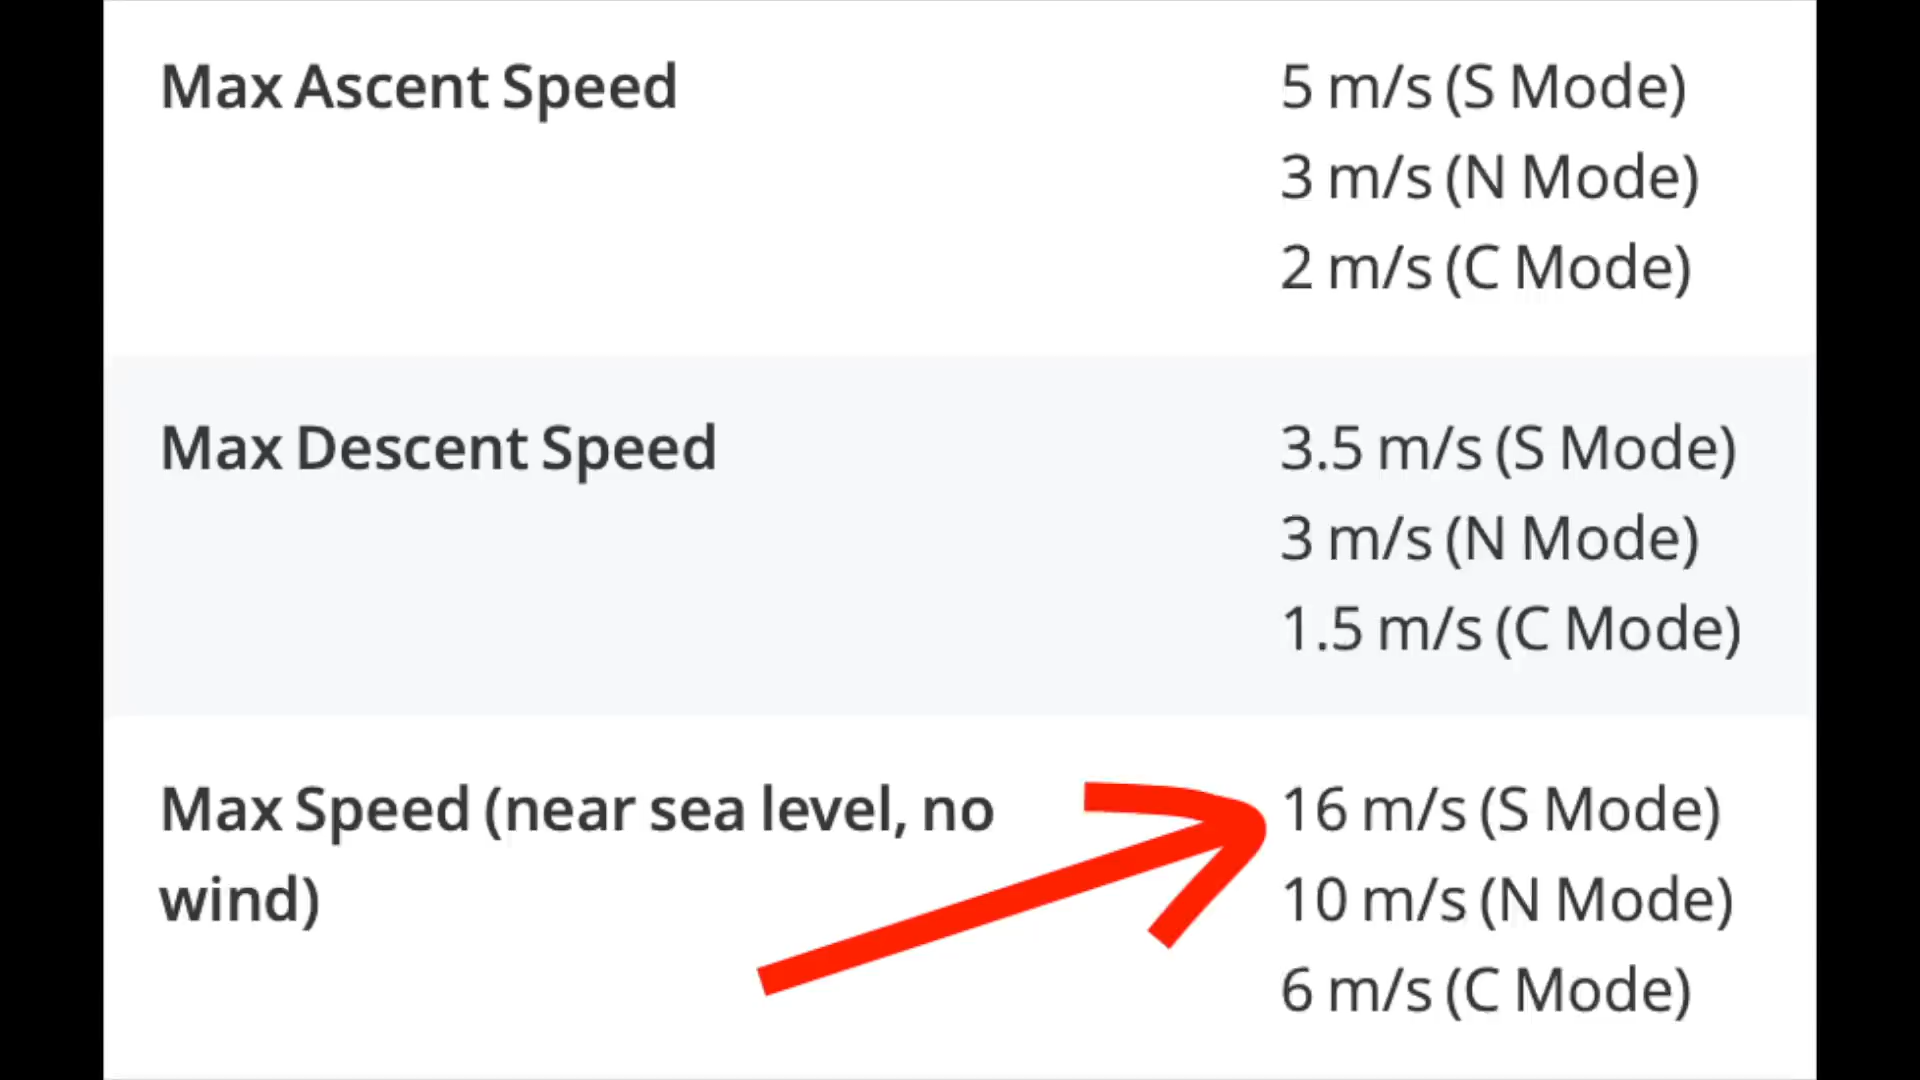 Max Ascent Speed
5 m/s (S Mode)
3 m/s (N Mode)
2 m/s (C Mode)
Max Descent Speed
3.5 m/s (S Mode)
3 m/s (N Mode)
1.5 m/s (C Mode)
Max Speed (near sea level, no
wind)
16 m/s (S Mode)
10 m/s (N Mode)
6 m/s (C Mode)